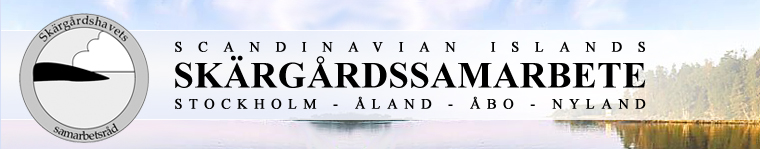 Skärgårdshavets
samarbetsråd
SCANDINAVIAN ISLANDS
SKÄRGÅRDSSAMARBETE
STOCKHOLM - ÅLAND - ÅBO - NYLAND